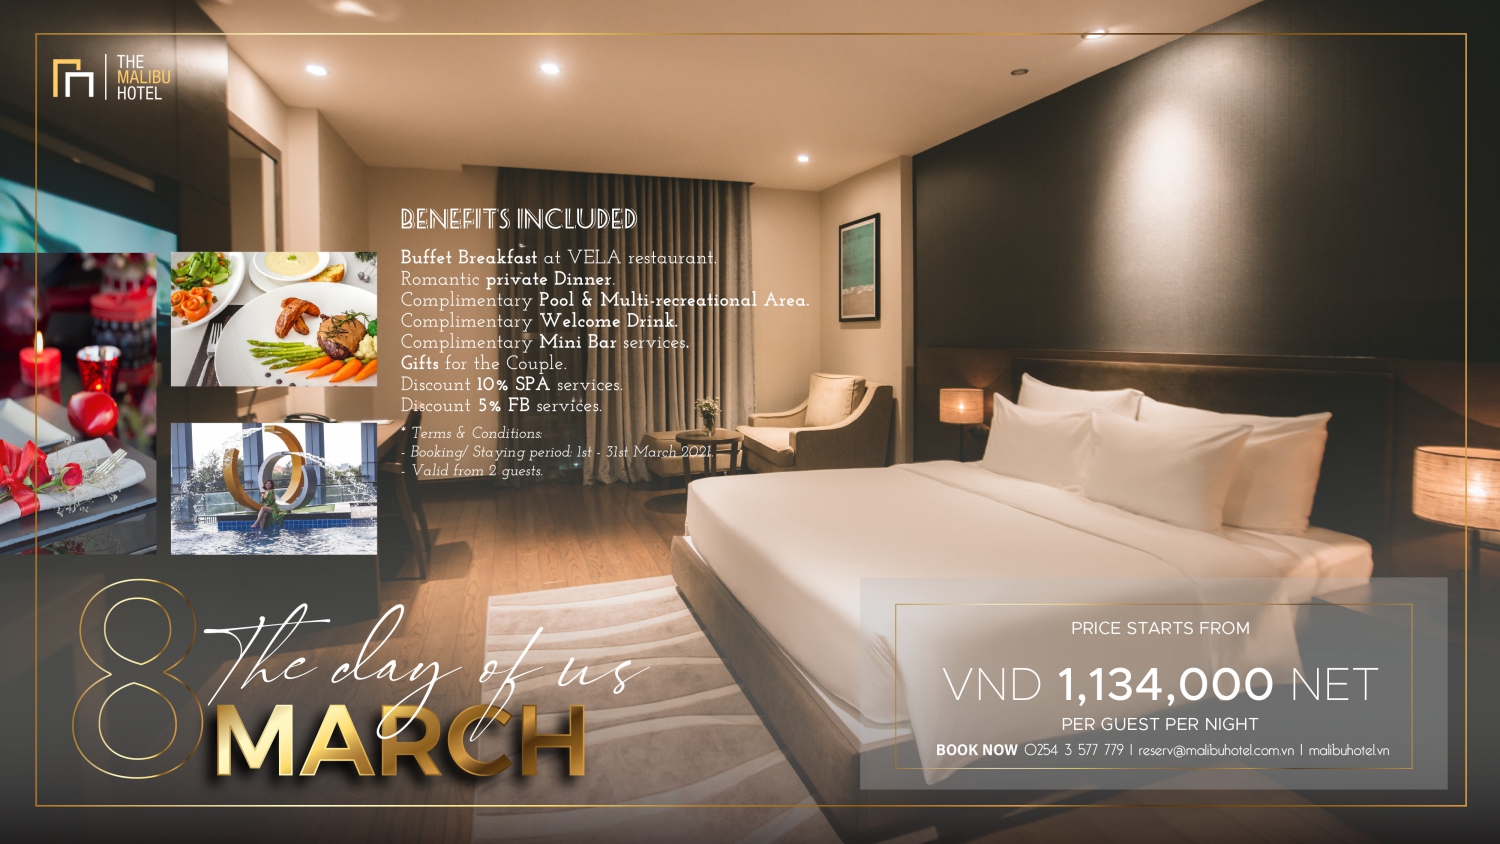 THE
MALIBU
HOTEL
BENEFITS INCLUDED
Buffet Breakfast at VELA restaurant.
Romantic private Dinner.
Complimentary Pool & Multi-recreational Area.
Complimentary Welcome Drink.
Complimentary Mini Bar services.
Gifts for the Couple.
Discount 10% SPA services.
Discount 5% FB services.
* Terms & Conditions:
- Booking/ Staying period: 1st - 31st March 2021.
- Valid from 2 guests.
8
The day of us
MARCH
PRICE STARTS FROM
VND 1,134,000 NET
PER GUEST PER NIGHT
BOOK NOW 0254 3 577 779 | reserv@malibuhotel.com.vn | malibuhotel.vn